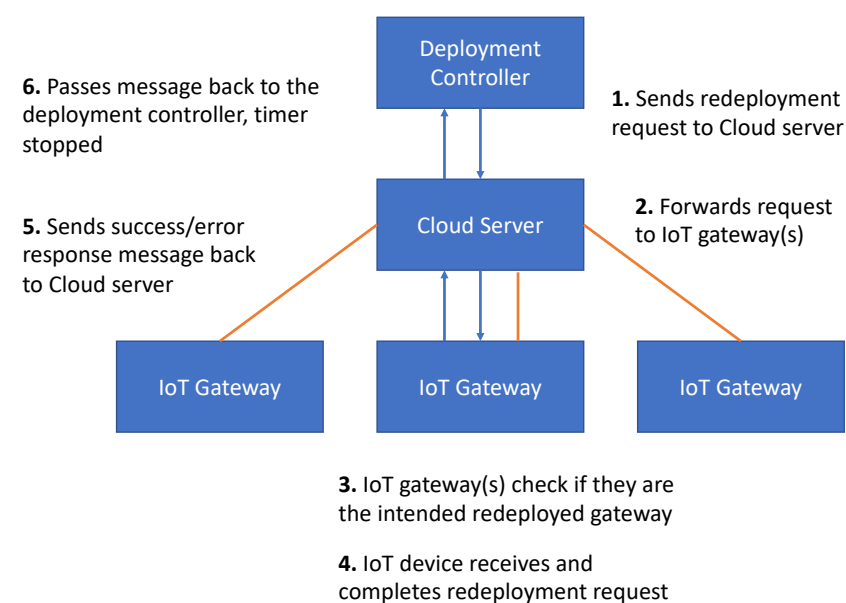 Deployment
Controller
6. Passes message back to the
deployment controller, timer
stopped
1. Sends redeployment
request to Cloud server
Cloud Server
2. Forwards request
to IoT gateway(s)
5. Sends success/error
response message back
to Cloud server
IoT Gateway
IoT Gateway
IoT Gateway
3. IoT gateway(s) check if they are
the intended redeployed gateway
4. IoT device receives and
completes redeployment request